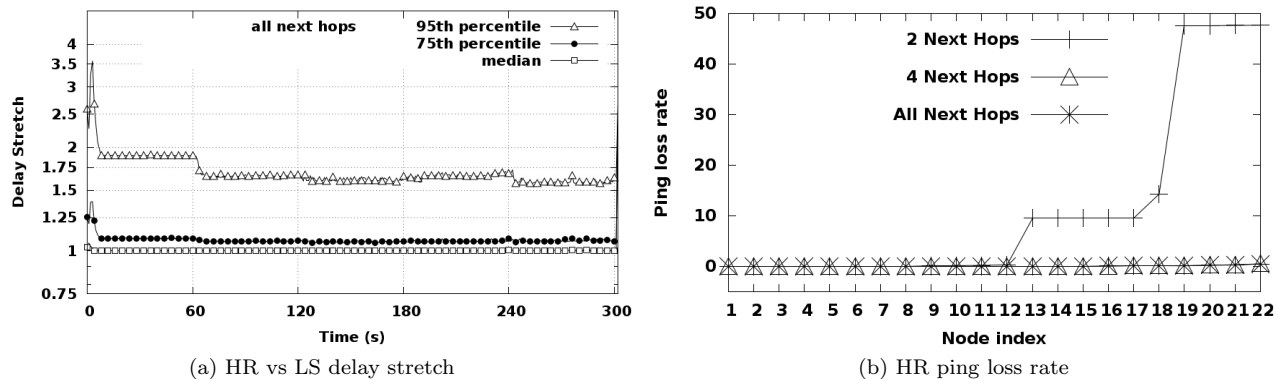 all next hops
95th percentile
75th percentile
median
4
3.5
3
2.5
2
1.75
1.5
1.25
1
0.75
Delay Stretch
0 60 120 180 240 300
Time (s)
(a) HR vs LS delay stretch
2 Next Hops
4 Next Hops
All Next Hops
50
40
30
20
10
0
Ping loss rate
1 2 3 4 5 6 7 8 9 10 11 12 13 14 15 16 17 18 19 20 21 22
Node index
(b) HR ping loss rate